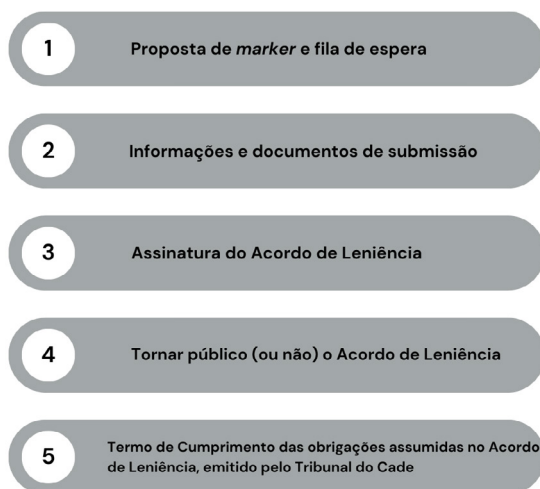 1
Proposta de marker e fila de espera
2
Informações e documentos de submissão
3
Assinatura do Acordo de Leniência
4
Tornar público (ou não) o Acordo de Leniência
5
Termo de Cumprimento das obrigações assumidas no Acordo
de Leniência, emitido pelo Tribunal do Cade